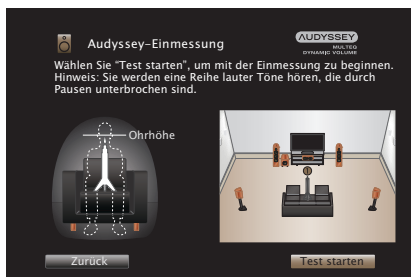 Audyssey-Einmessung
AUDYSSEY
MULTEQ
DYNAMIC VOLUME
Wählen Sie “Test starten”, um mit der Einmessung zu beginnen.
Hinweis: Sie werden eine Reihe lauter Töne hören, die durch
Pausen unterbrochen sind.
Ohrhöhe
Zurück
Test starten